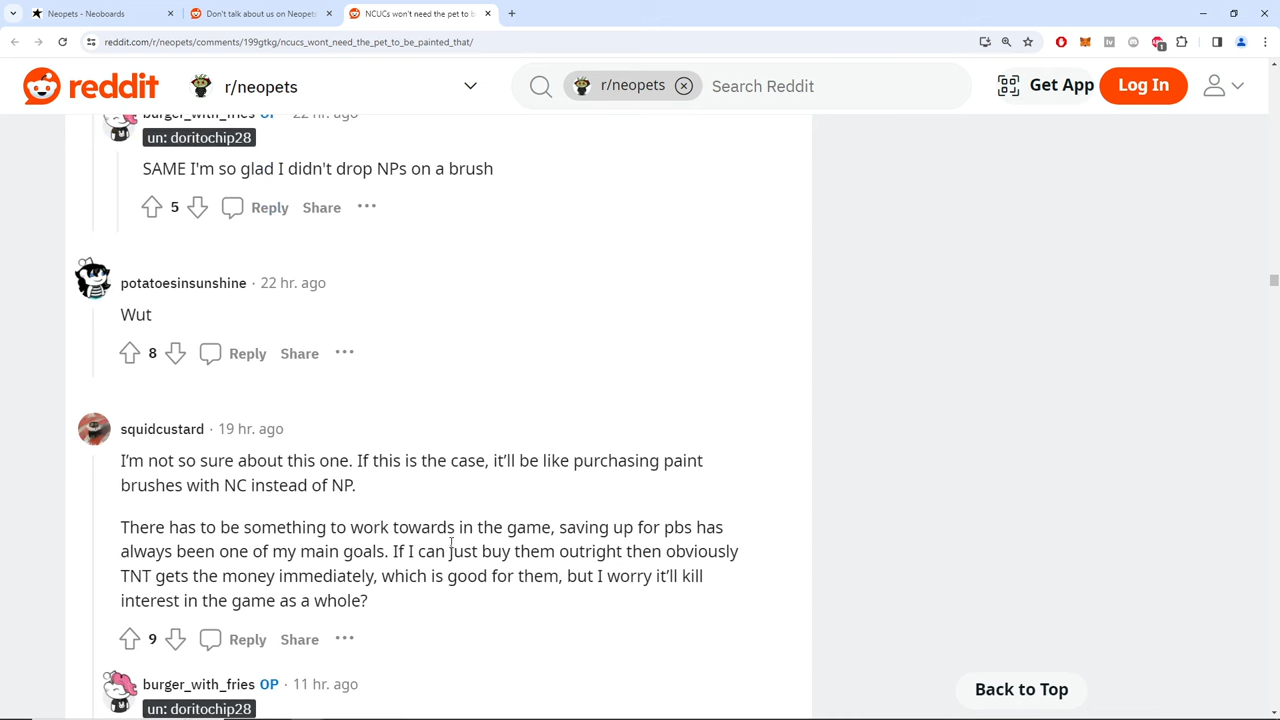 Neopets - Neoboards
Don't talk about us on Neopets
NCUCs won't need the pet to b
reddit.com/r/neopets/comments/199gtkg/ncucs_wont_need_the_pet_to_be_painted_that/
reddit
r/neopets
r/neopets
Search Reddit
Get App
Log In
burger_with_fries OP · 22 hr. ago
un: doritochip28
SAME I'm so glad I didn't drop NPs on a brush
5 Reply Share
potatoesinsunshine · 22 hr. ago
Wut
8 Reply Share
squidcustard · 19 hr. ago
I’m not so sure about this one. If this is the case, it’ll be like purchasing paint
brushes with NC instead of NP.
There has to be something to work towards in the game, saving up for pbs has
always been one of my main goals. If I can just buy them outright then obviously
TNT gets the money immediately, which is good for them, but I worry it’ll kill
interest in the game as a whole?
9 Reply Share
burger_with_fries OP · 11 hr. ago
un: doritochip28
Back to Top